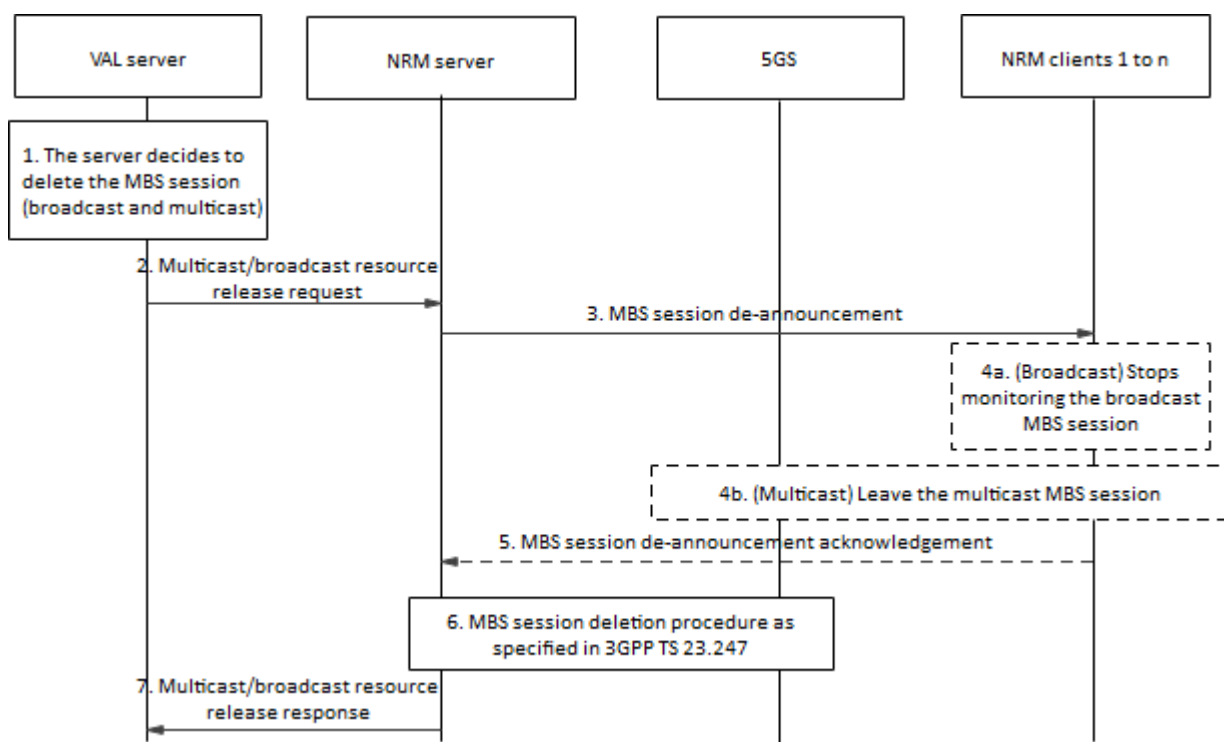 VAL server
NRM server
5GS
NRM clients 1 to n
1. The server decides to
delete the MBS session
(broadcast and multicast)
2. Multicast/broadcast resource
release request
3. MBS session de-announcement
4a. (Broadcast) Stops
monitoring the broadcast
MBS session
4b. (Multicast) Leave the multicast MBS session
5. MBS session de-announcement acknowledgement
6. MBS session deletion procedure as
specified in 3GPP TS 23.247
7. Multicast/broadcast resource
release response